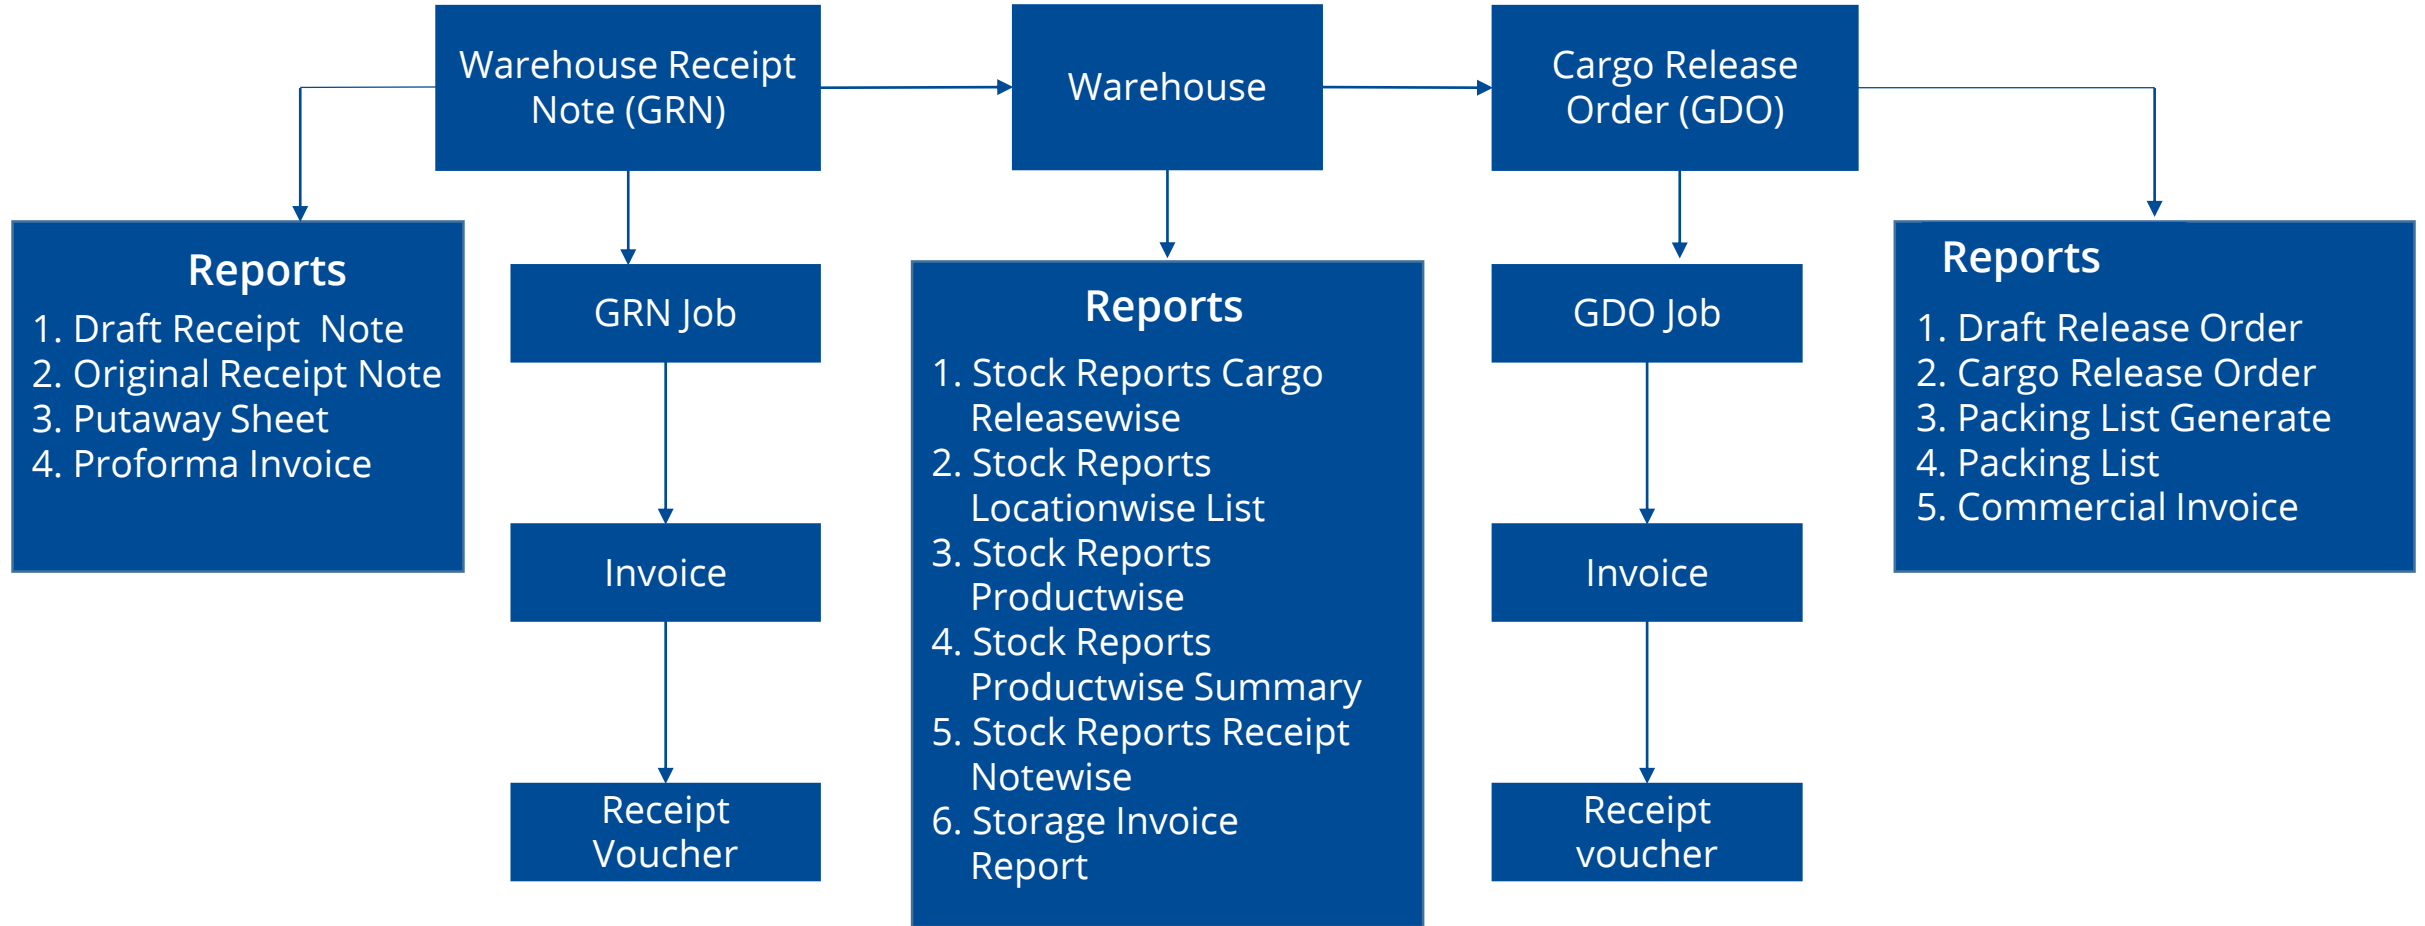 Warehouse Receipt
Note (GRN)
Warehouse
Cargo Release
Order (GDO)
Reports
1. Draft Receipt  Note
2. Original Receipt Note
3. Putaway Sheet
4. Proforma Invoice
GRN Job
Invoice
Receipt
Voucher
Reports
1. Stock Reports Cargo
Releasewise
2. Stock Reports
Locationwise List
3. Stock Reports
Productwise
4. Stock Reports
Productwise Summary
5. Stock Reports Receipt
Notewise
6. Storage Invoice
Report
GDO Job
Invoice
Receipt
voucher
Reports
1. Draft Release Order
2. Cargo Release Order
3. Packing List Generate
4. Packing List
5. Commercial Invoice